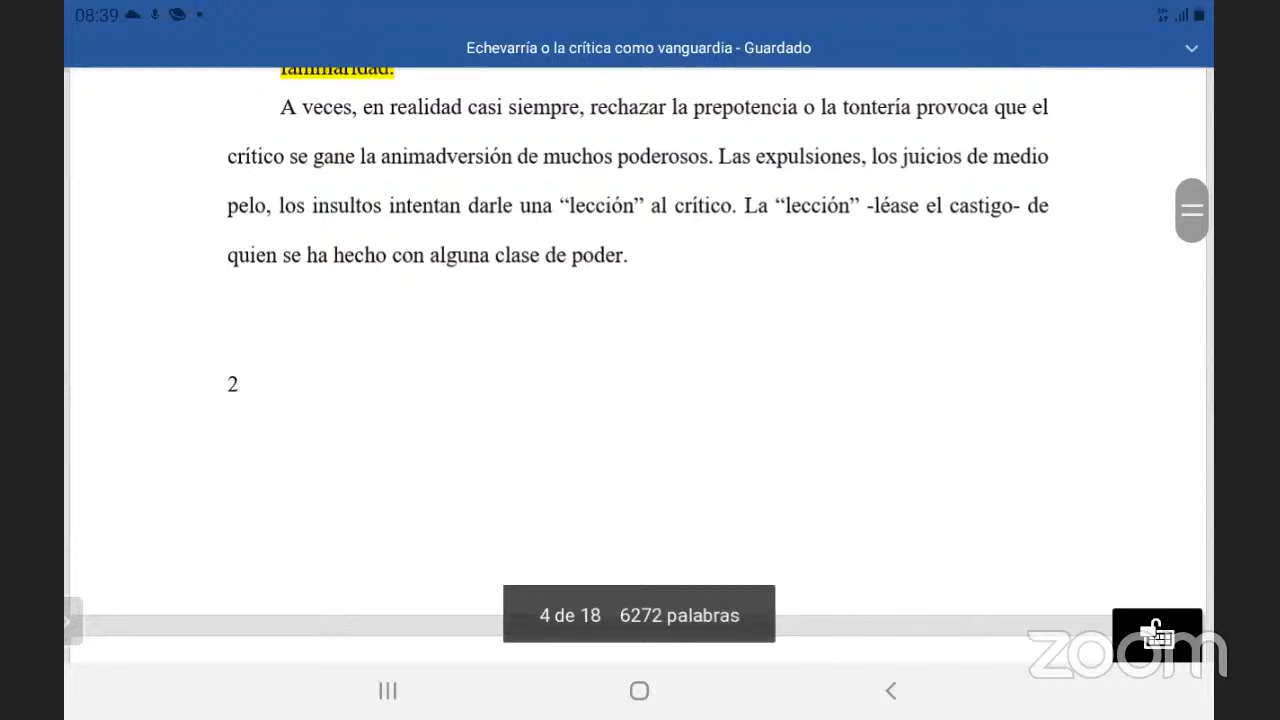 08:39
Echevarría o la crítica como vanguardia - Guardado
familiaridad.
A veces, en realidad casi siempre, rechazar la prepotencia o la tontería provoca que el
crítico se gane la animadversión de muchos poderosos. Las expulsiones, los juicios de medio
pelo, los insultos intentan darle una “lección” al crítico. La “lección” -léase el castigo- de
quien se ha hecho con alguna clase de poder.
2
4 de 18 6272 palabras
zoom